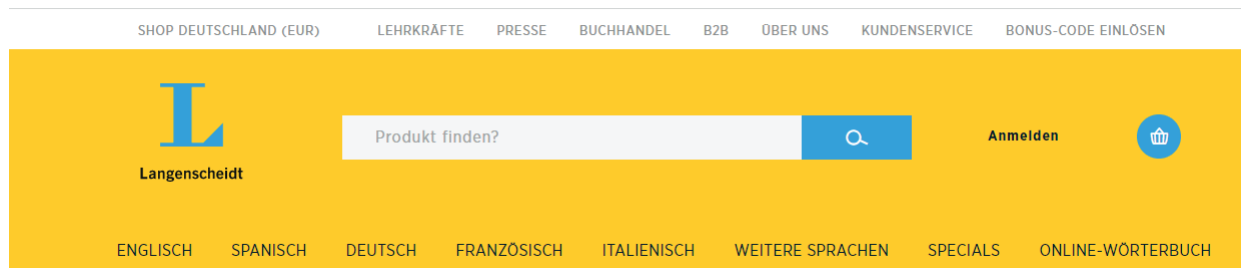 SHOP DEUTSCHLAND (EUR) LEHRKRÄFTE PRESSE BUCHHANDEL B2B ÜBER UNS KUNDENSERVICE BONUS-CODE EINLÖSEN
L
Produkt finden? Anmelden
Langenscheidt
ENGLISCH SPANISCH DEUTSCH FRANZÖSISCH ITALIENISCH WEITERE SPRACHEN SPECIALS ONLINE-WÖRTERBUCH